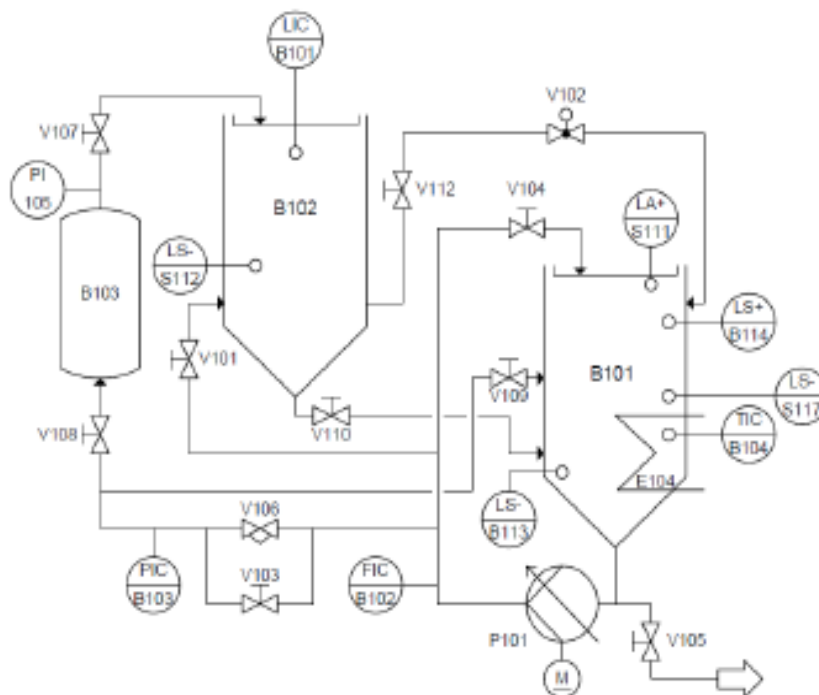 LIC
B101
V102
V107
PI
105
V112
V104
LA+
S111
B102
LS-
S112
B103
LS+
B114
V101
B101
LS-
S117
V109
V108
V110
TIC
B104
E104
LS-
B113
V106
PIC
B103
V103
FIC
B102
P101
V105
M